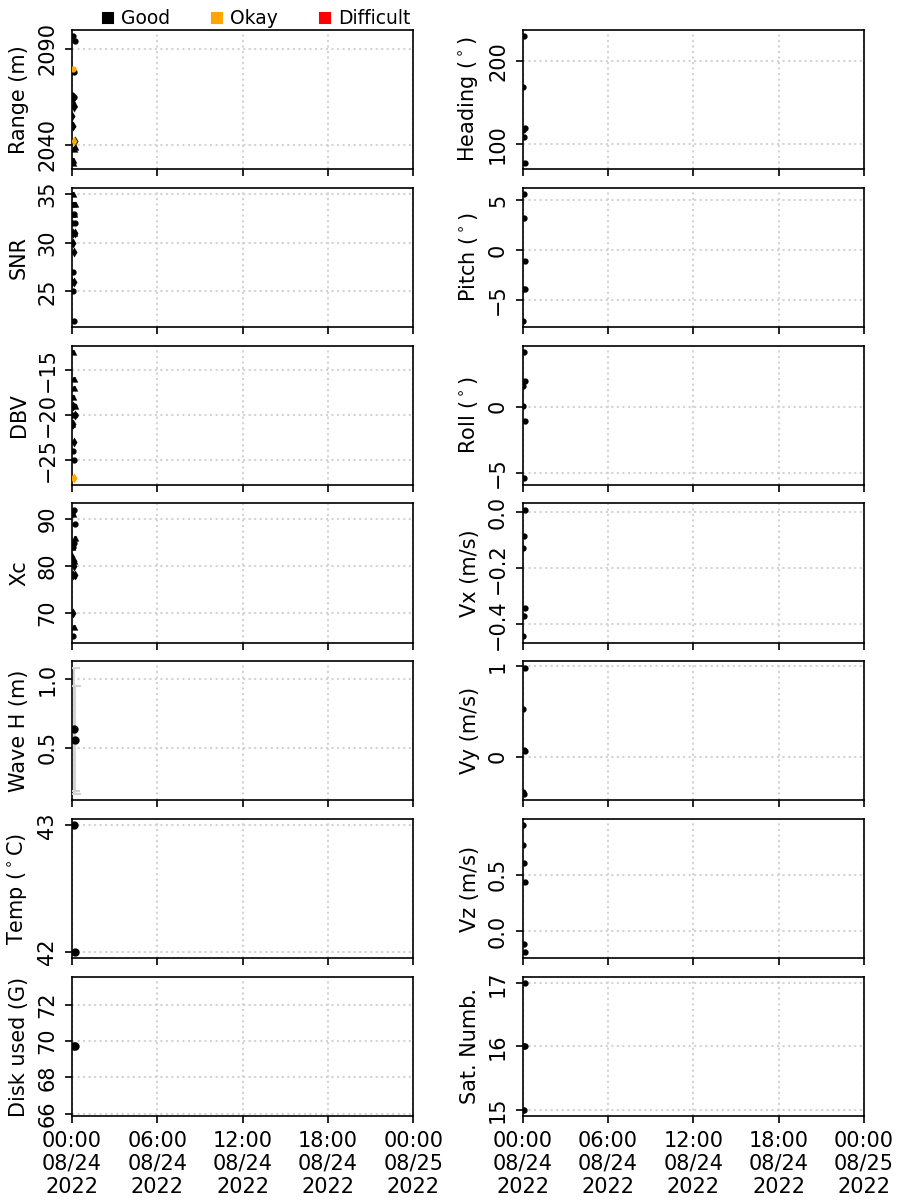 Good Okay Difficult
Range (m)
2090
2040
Heading (°)
200
100
SNR
35
30
25
Pitch (°)
5
0
−5
DBV
−15
−20
−25
Roll (°)
0
−5
Xc
90
80
70
Vx (m/s)
0.0
−0.2
−0.4
Wave H (m)
1.0
0.5
Vy (m/s)
1
0
Temp (°C)
43
42
Vz (m/s)
0.5
0.0
Disk used (G)
72
70
68
66
Sat. Numb.
17
16
15
00:00 06:00 12:00 18:00 00:00
08/24 08/24 08/24 08/24 08/25
2022 2022 2022 2022 2022
00:00 06:00 12:00 18:00 00:00
08/24 08/24 08/24 08/24 08/25
2022 2022 2022 2022 2022